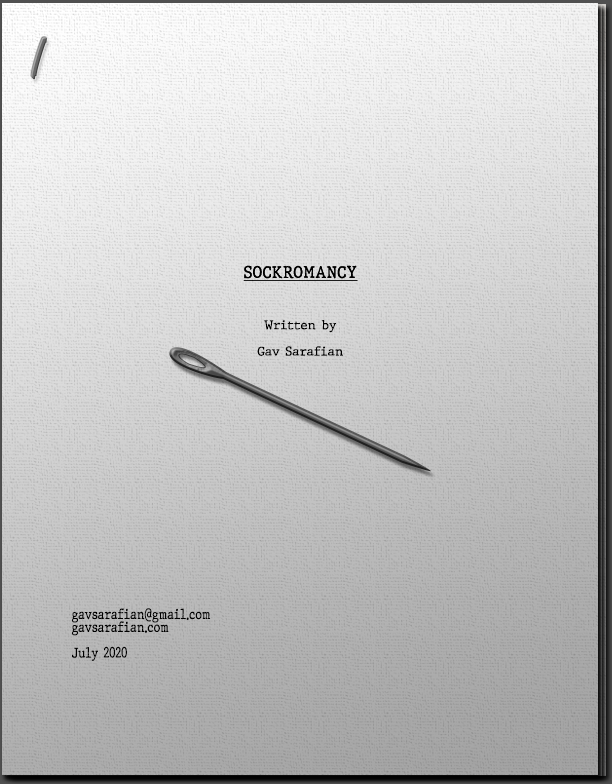 SOCKROMANCY
Written by
Gav Sarafian
gavsarafian@gmail.com
gavsarafian.com
July 2020